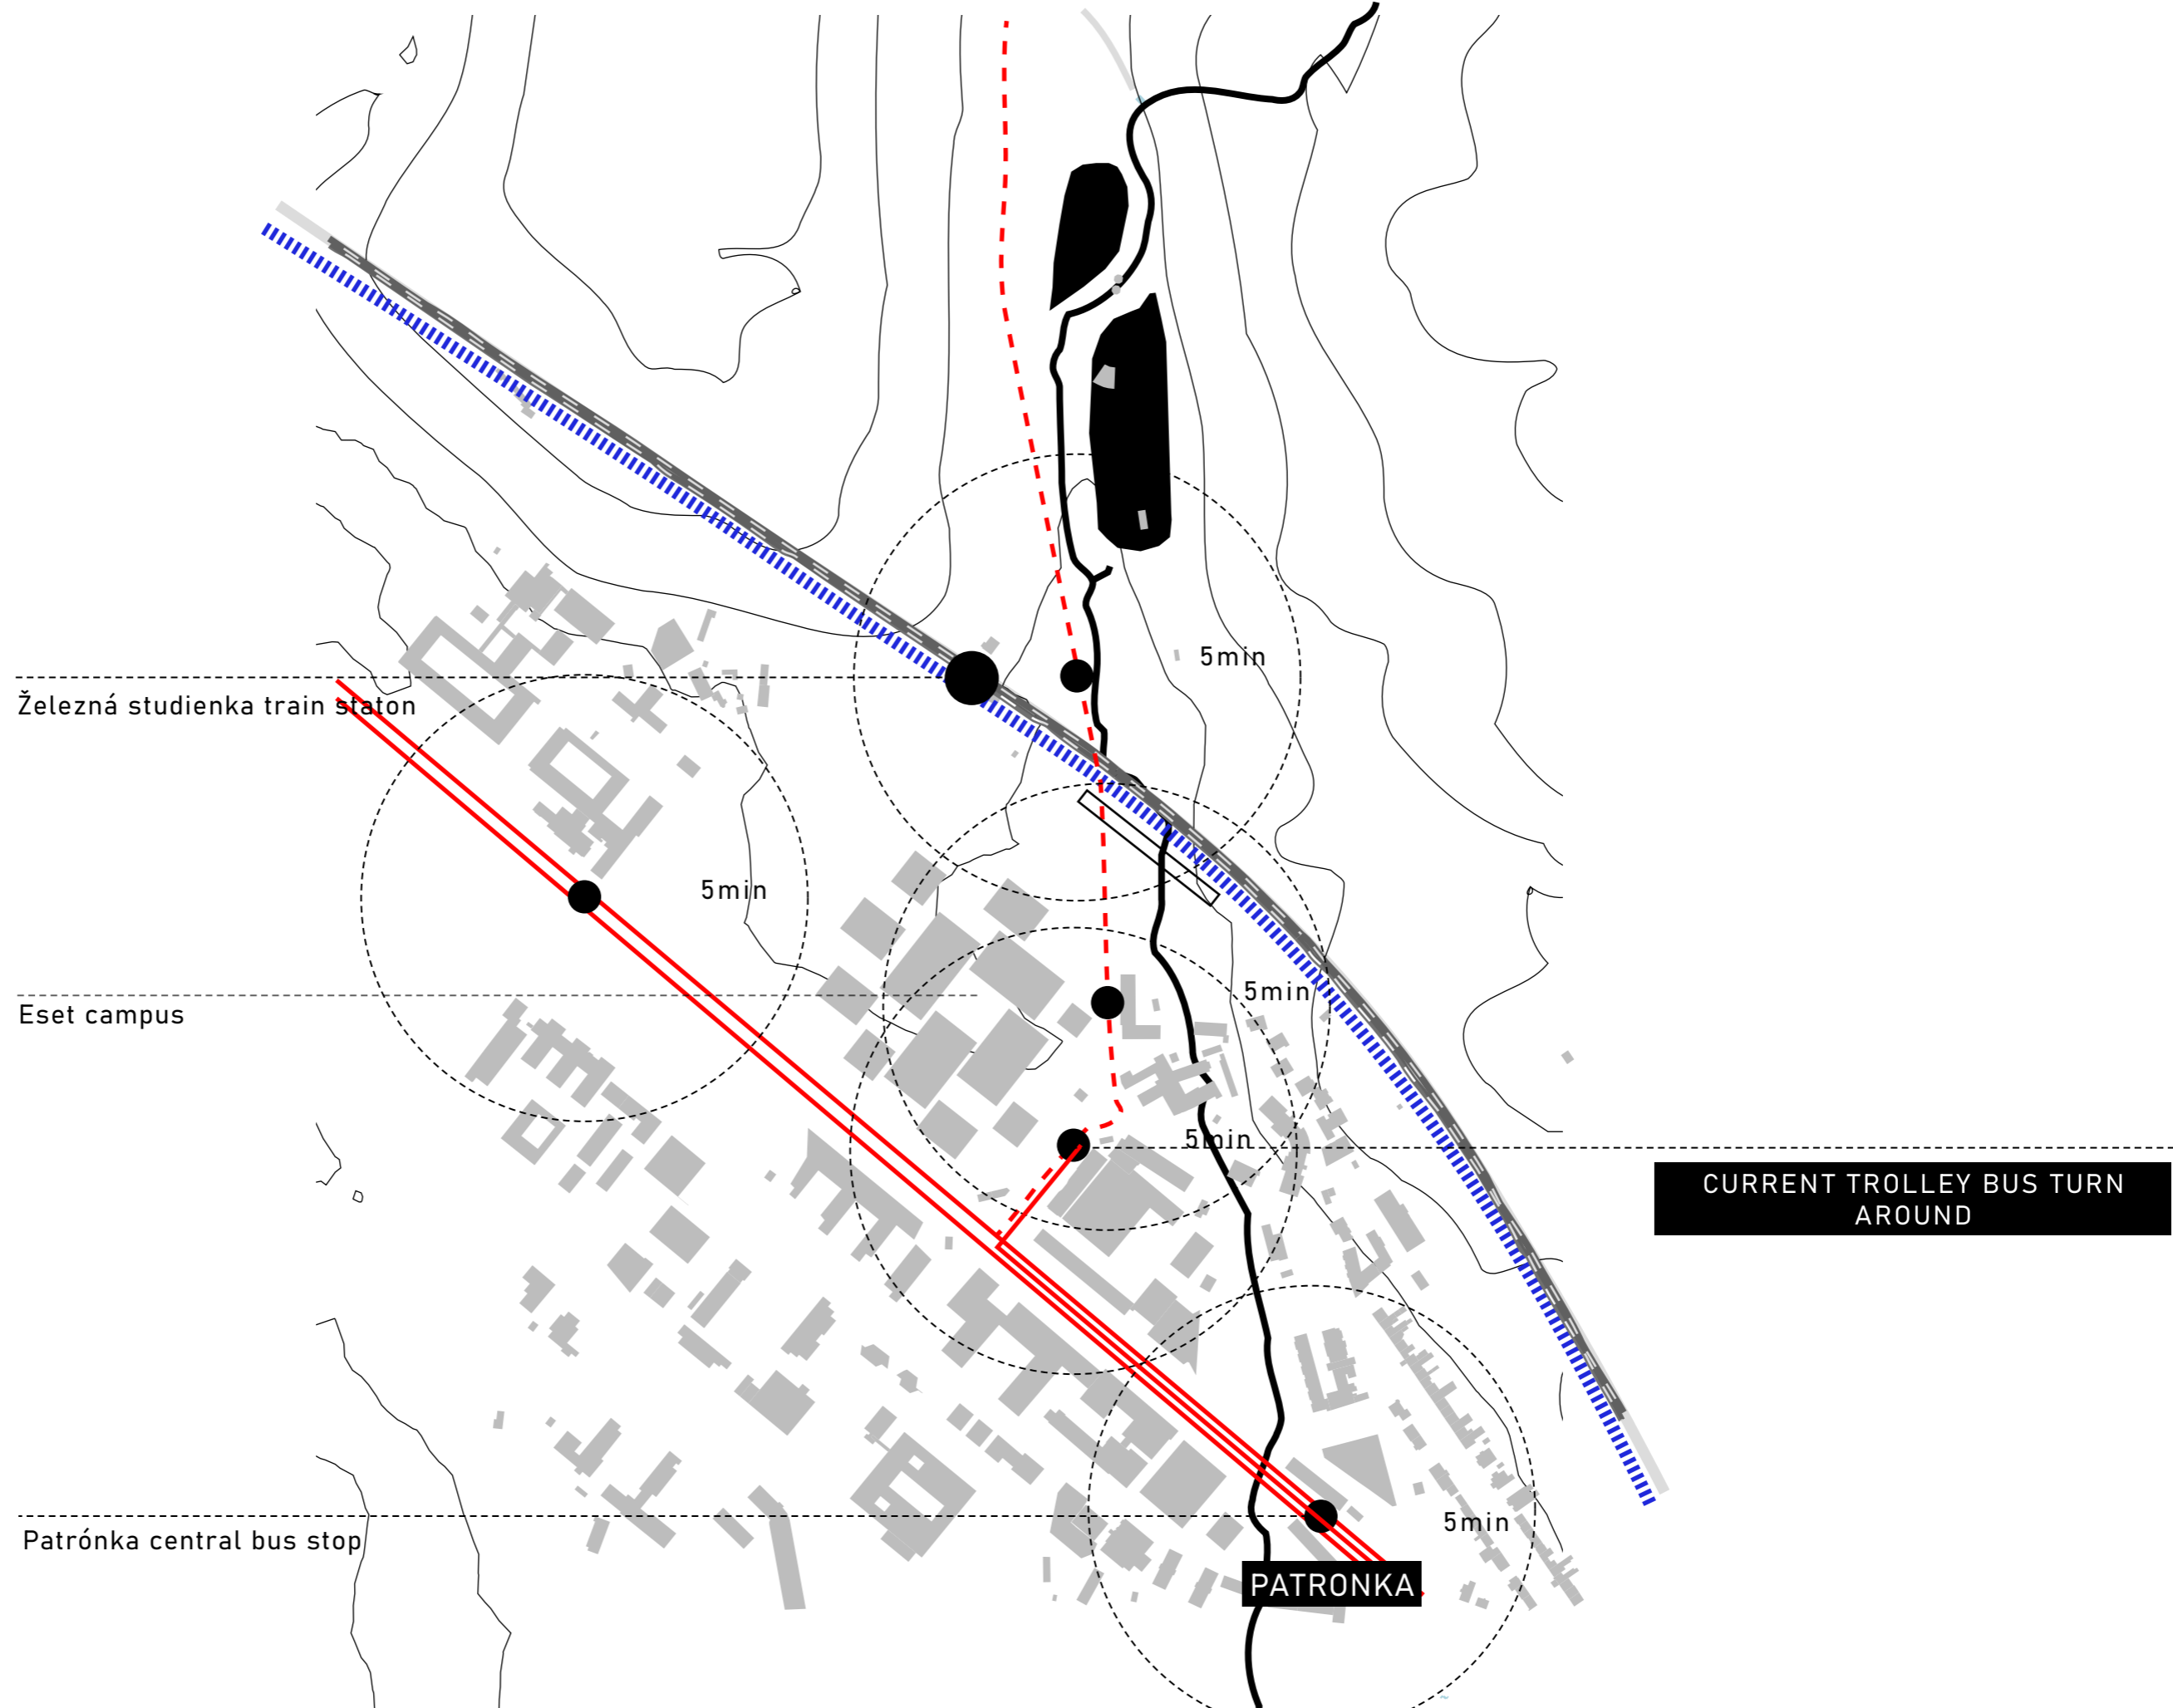 5min
Železná studienka train staton
5min
5min
Eset campus
5min
CURRENT TROLLEY BUS TURN
AROUND
5min
Patrónka central bus stop
PATRONKA